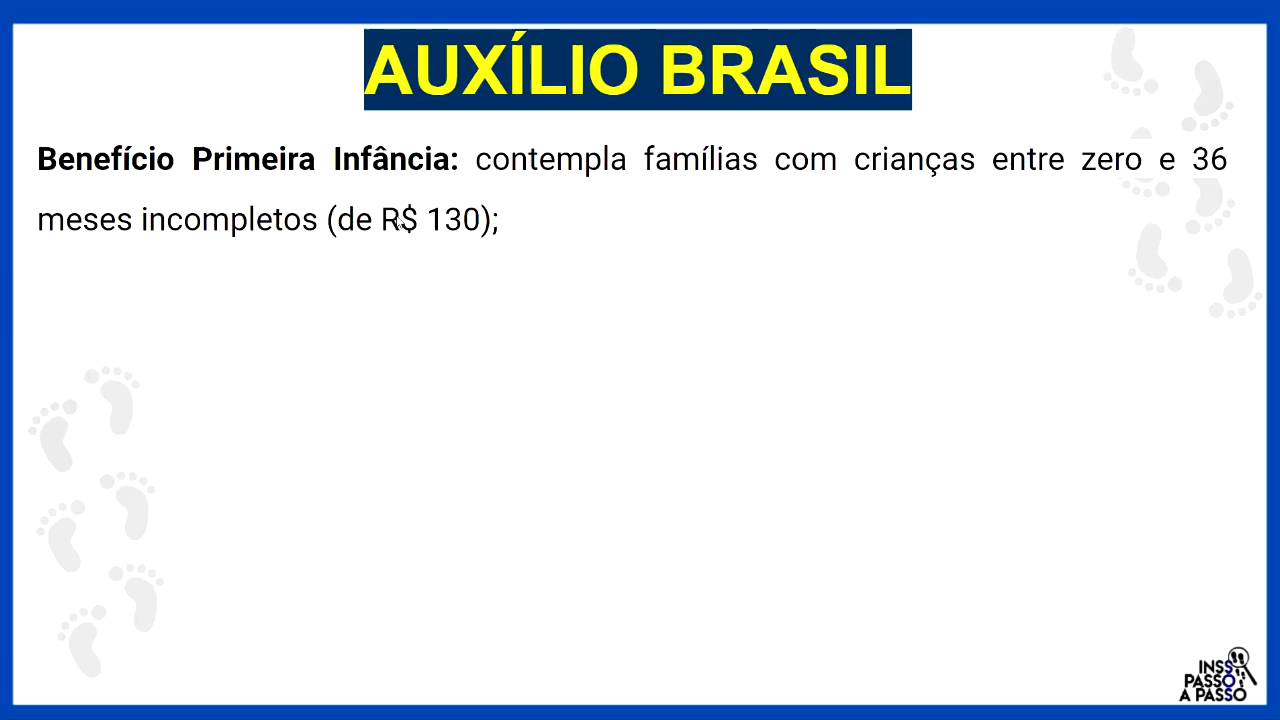 AUXÍLIO BRASIL
Benefício Primeira Infância: contempla famílias com crianças entre zero e 36
meses incompletos (de R$ 130);
INSS
PASSO
A PASSO